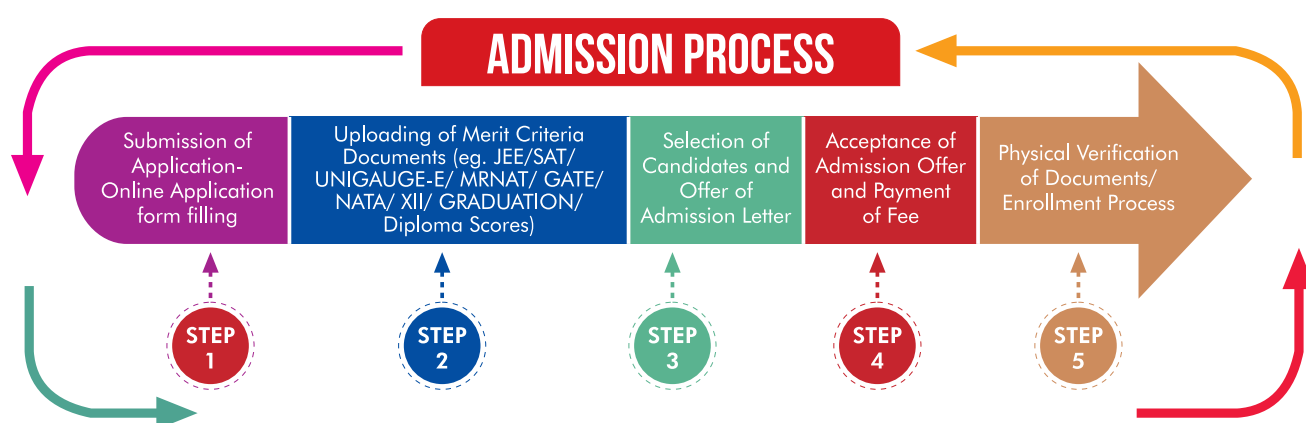 ADMISSION PROCESS
Submission of
Application-
Online Application
form filling
Uploading of Merit Criteria
Documents (eg. JEE/SAT/
UNIGAUGE-E/ MRNAT/ GATE/
NATA/ XII/ GRADUATION/
Diploma Scores)
Selection of
Candidates and
Offer of
Admission Letter
Acceptance of
Admission Offer
and Payment
of Fee
Physical Verification
of Documents/
Enrollment Process
STEP
1
STEP
2
STEP
3
STEP
4
STEP
5